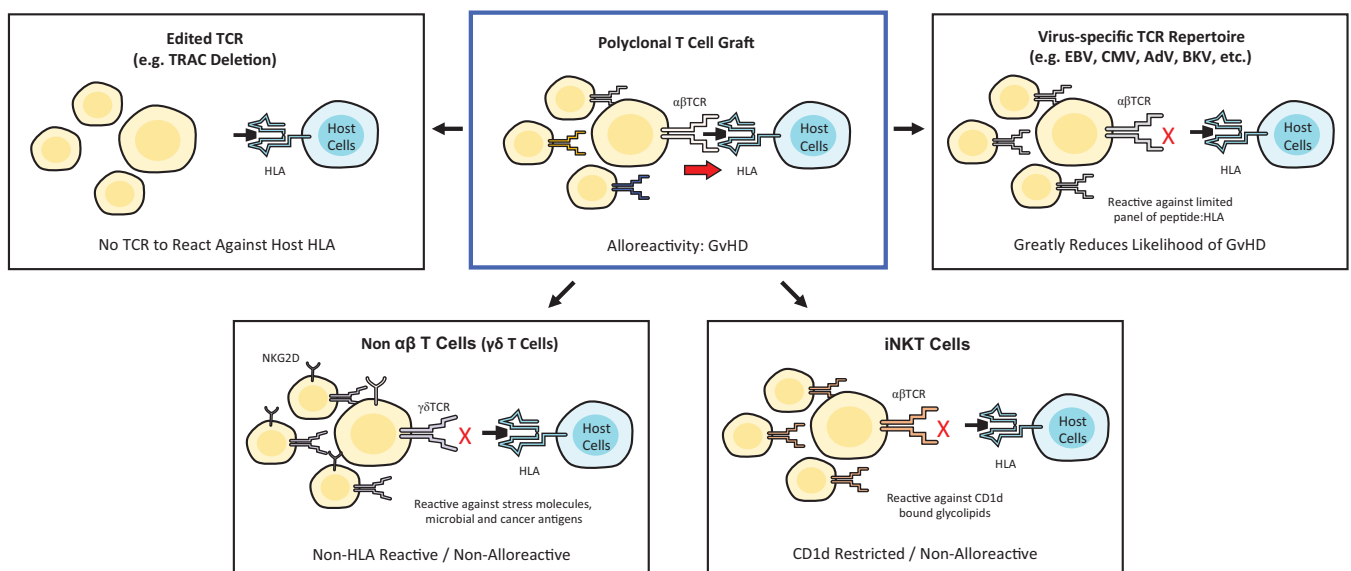 Edited TCR
(e.g. TRAC Deletion)
Host
Cells
HLA
No TCR to React Against Host HLA
Polyclonal T Cell Graft
αβTCR
Host
Cells
HLA
Alloreactivity: GvHD
Virus-specific TCR Repertoire
(e.g. EBV, CMV, AdV, BKV, etc.)
αβTCR
X
Host
Cells
HLA
Reactive against limited
panel of peptide:HLA
Greatly Reduces Likelihood of GvHD
Non αβ T Cells (γδ T Cells)
NKG2D
γδTCR
X
Host
Cells
HLA
Reactive against stress molecules,
microbial and cancer antigens
Non-HLA Reactive / Non-Alloreactive
iNKT Cells
αβTCR
X
Host
Cells
HLA
Reactive against CD1d
bound glycolipids
CD1d Restricted / Non-Alloreactive